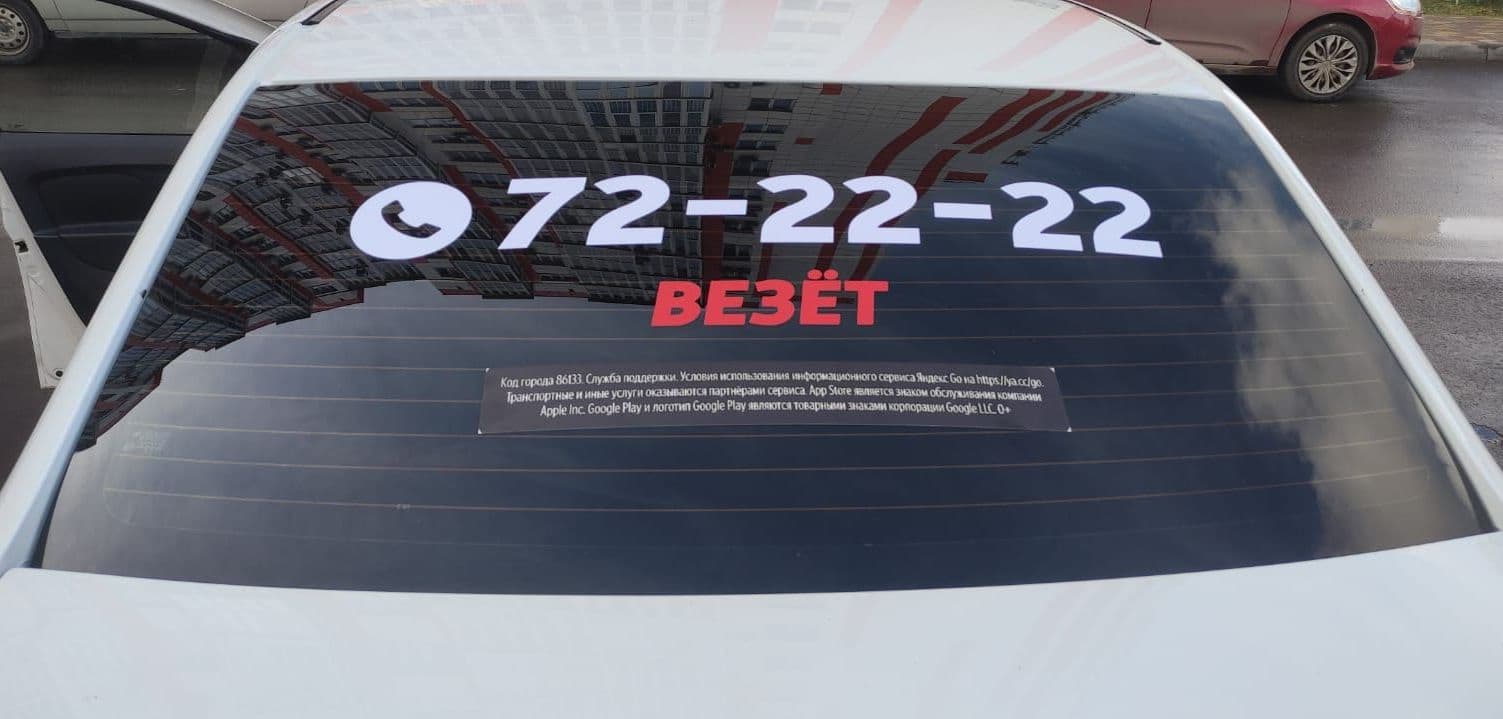 72-22-22
ВЕЗЁТ
Код города 86133. Служба поддержки. Условия использования информационного сервиса Яндекс Go на https://ya.cc/go.
Транспортные и иные услуги оказываются партнёрами сервиса. App Store является знаком обслуживания компании
Apple Inc. Google Play и логотип Google Play являются товарными знаками корпорации Google LLC. 0+